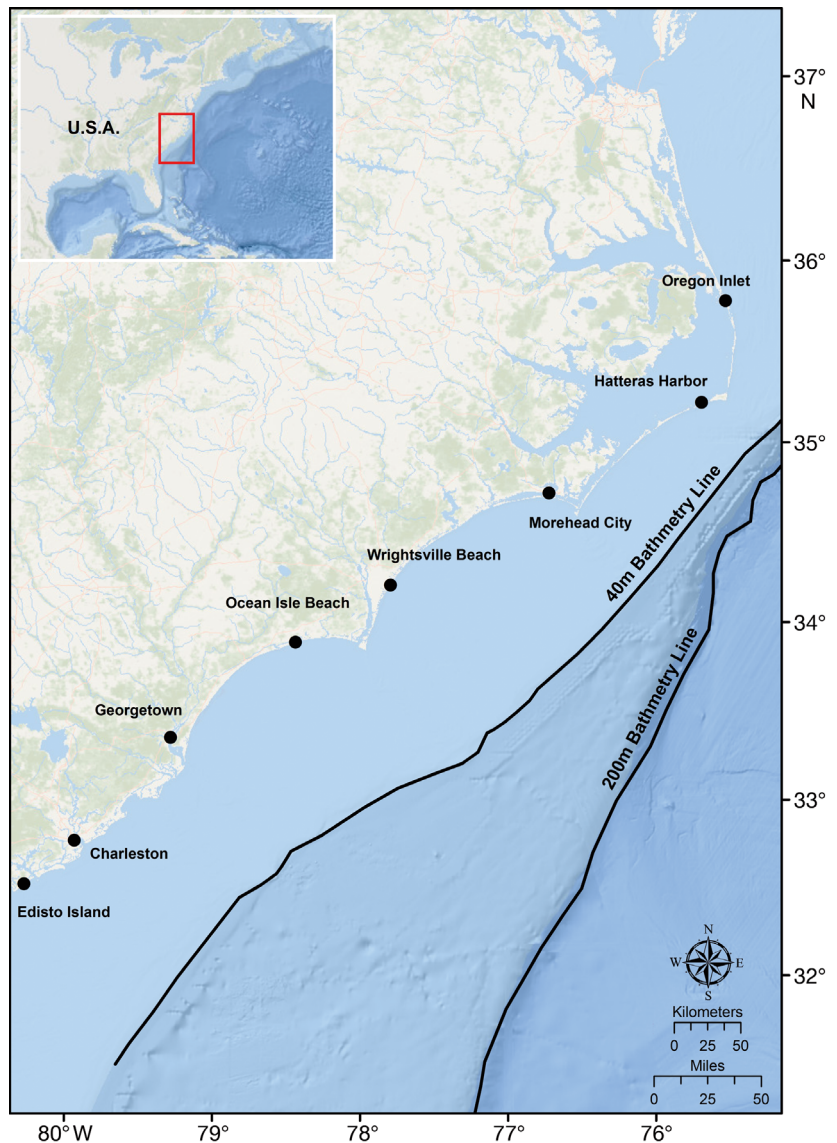 U.S.A.
37°
N
36°
Oregon Inlet
Hatteras Harbor
35°
40m Bathmetry Line
Morehead City
Wrightsville Beach
Ocean Isle Beach
34°
200m Bathmetry Line
Georgetown
33°
Charleston
Edisto Island
N
W E
S
32°
Kilometers
0 25 50
Miles
0 25 50
80° W 79° 78° 77° 76°